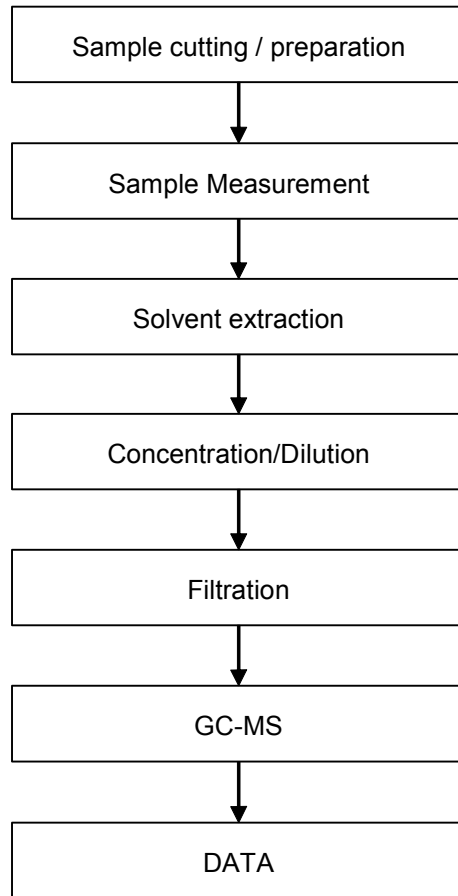 Sample cutting / preparation
Sample Measurement
Solvent extraction
Concentration/Dilution
Filtration
GC-MS
DATA